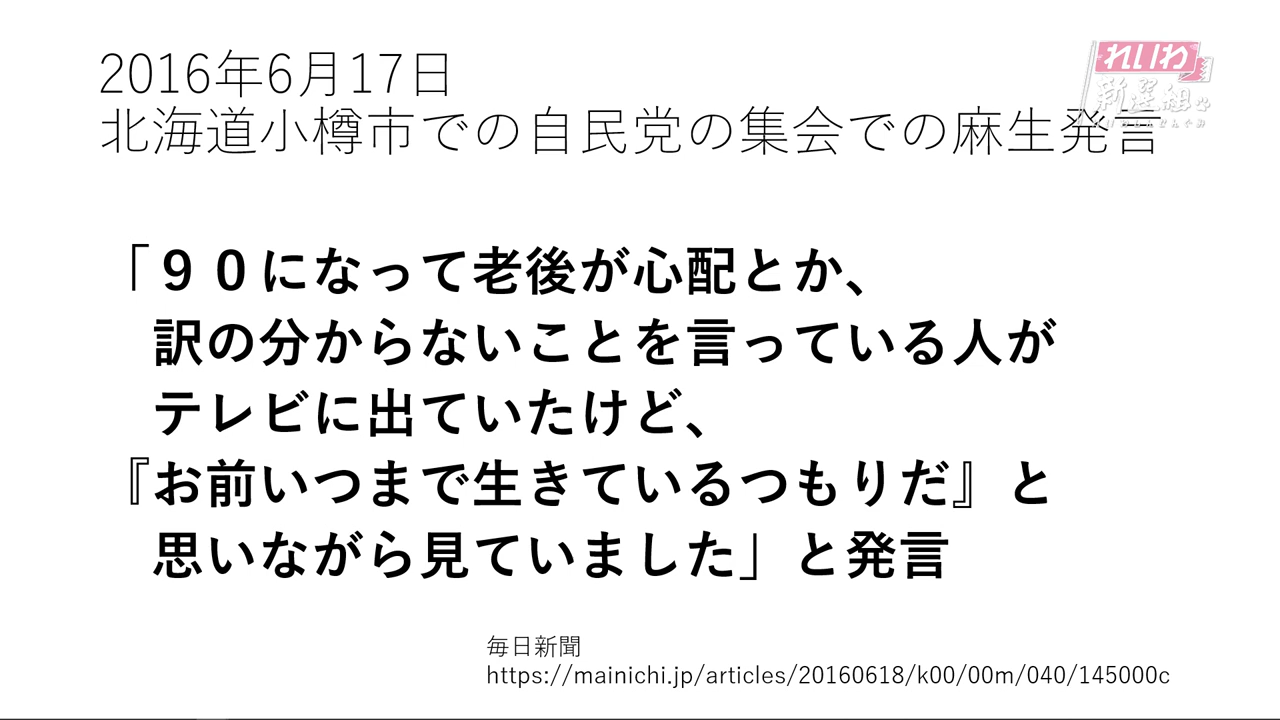 2016年6月17日
れいわ
新選組
北海道小樽市での自民党の集会での麻生発言
「９０になって老後が心配とか、
訳の分からないことを言っている人が
テレビに出ていたけど、
『お前いつまで生きているつもりだ』と
思いながら見ていました」と発言
毎日新聞
https://mainichi.jp/articles/20160618/k00/00m/040/145000c